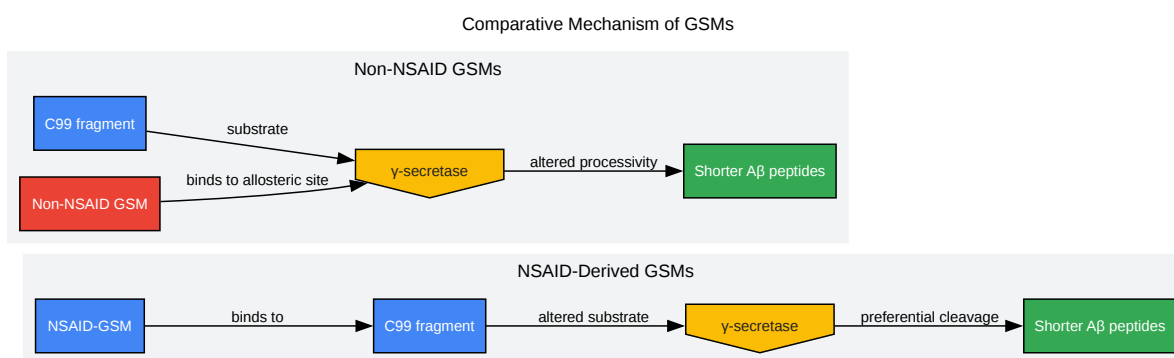 Comparative Mechanism of GSMs
Non-NSAID GSMs
C99 fragment
substrate
Non-NSAID GSM
binds to allosteric site
γ-secretase
altered processivity
Shorter Aβ peptides
NSAID-Derived GSMs
NSAID-GSM
binds to
C99 fragment
altered substrate
γ-secretase
preferential cleavage
Shorter Aβ peptides